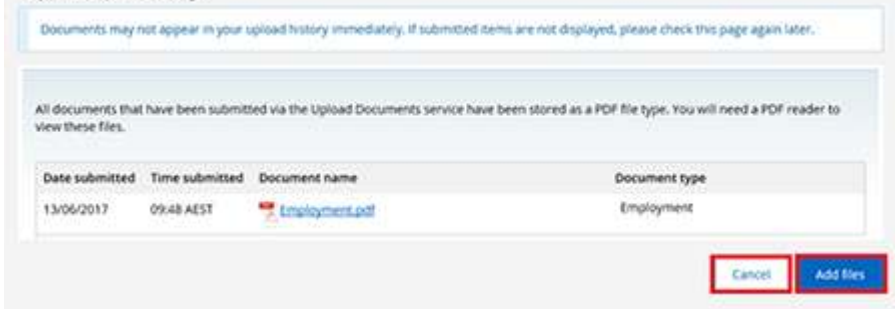 Documents may not appear in your upload history immediately. If submitted items are not displayed, please check this page again later.
All documents that have been submitted via the Upload Documents service have been stored as a PDF file type. You will need a PDF reader to
view these files.
Date submitted Time submitted Document name Document type
13/06/2017 09:48 AEST Employment.pdf Employment
Cancel Add files